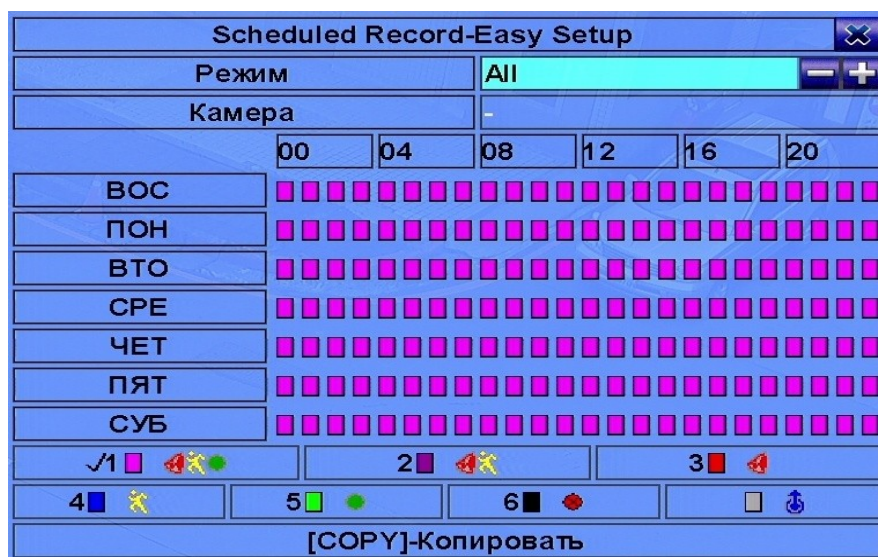 Scheduled Record-Easy Setup
Режим All
Камера -
00 04 08 12 16 20
ВОС
ПОН
ВТО
СРЕ
ЧЕТ
ПЯТ
СУБ
√1 2 3
4 5 6
[COPY]-Копировать